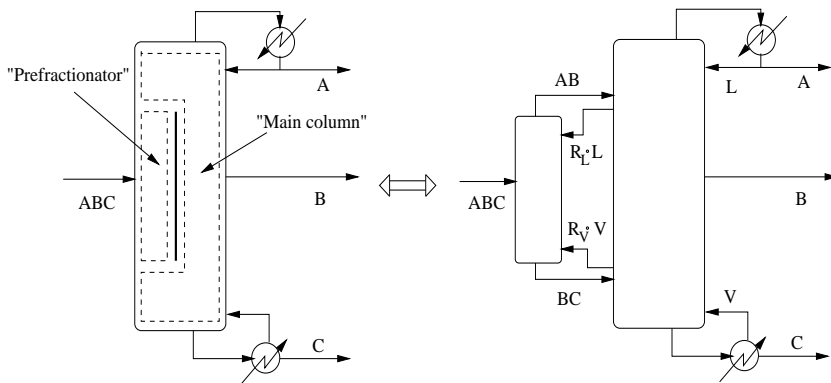 "Prefractionator"
"Main column"
A
ABC
B
C
AB
L
A
R_L·L
ABC
B
R_V·V
BC
V
C